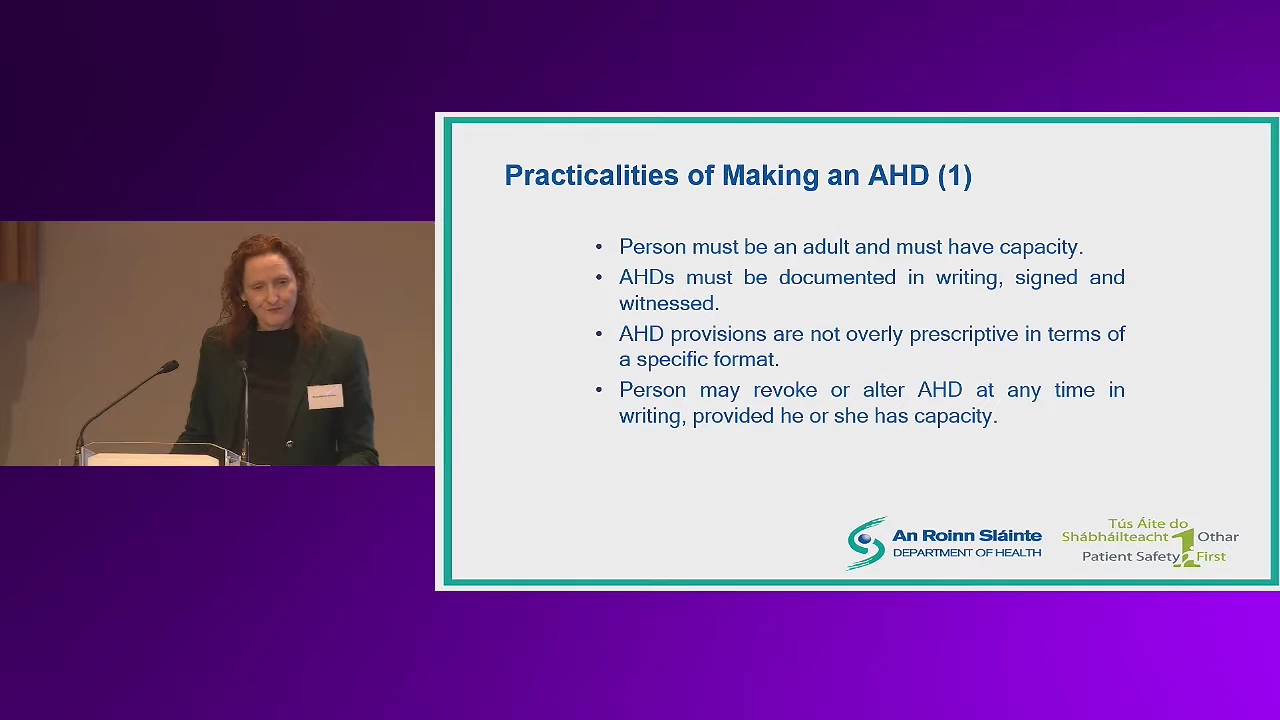 Practicalities of Making an AHD (1)
• Person must be an adult and must have capacity.
• AHDs must be documented in writing, signed and
witnessed.
• AHD provisions are not overly prescriptive in terms of
a specific format.
• Person may revoke or alter AHD at any time in
writing, provided he or she has capacity.
An Roinn Sláinte
DEPARTMENT OF HEALTH
Tús Áite do
Shábháilteacht 1 Othar
Patient Safety First